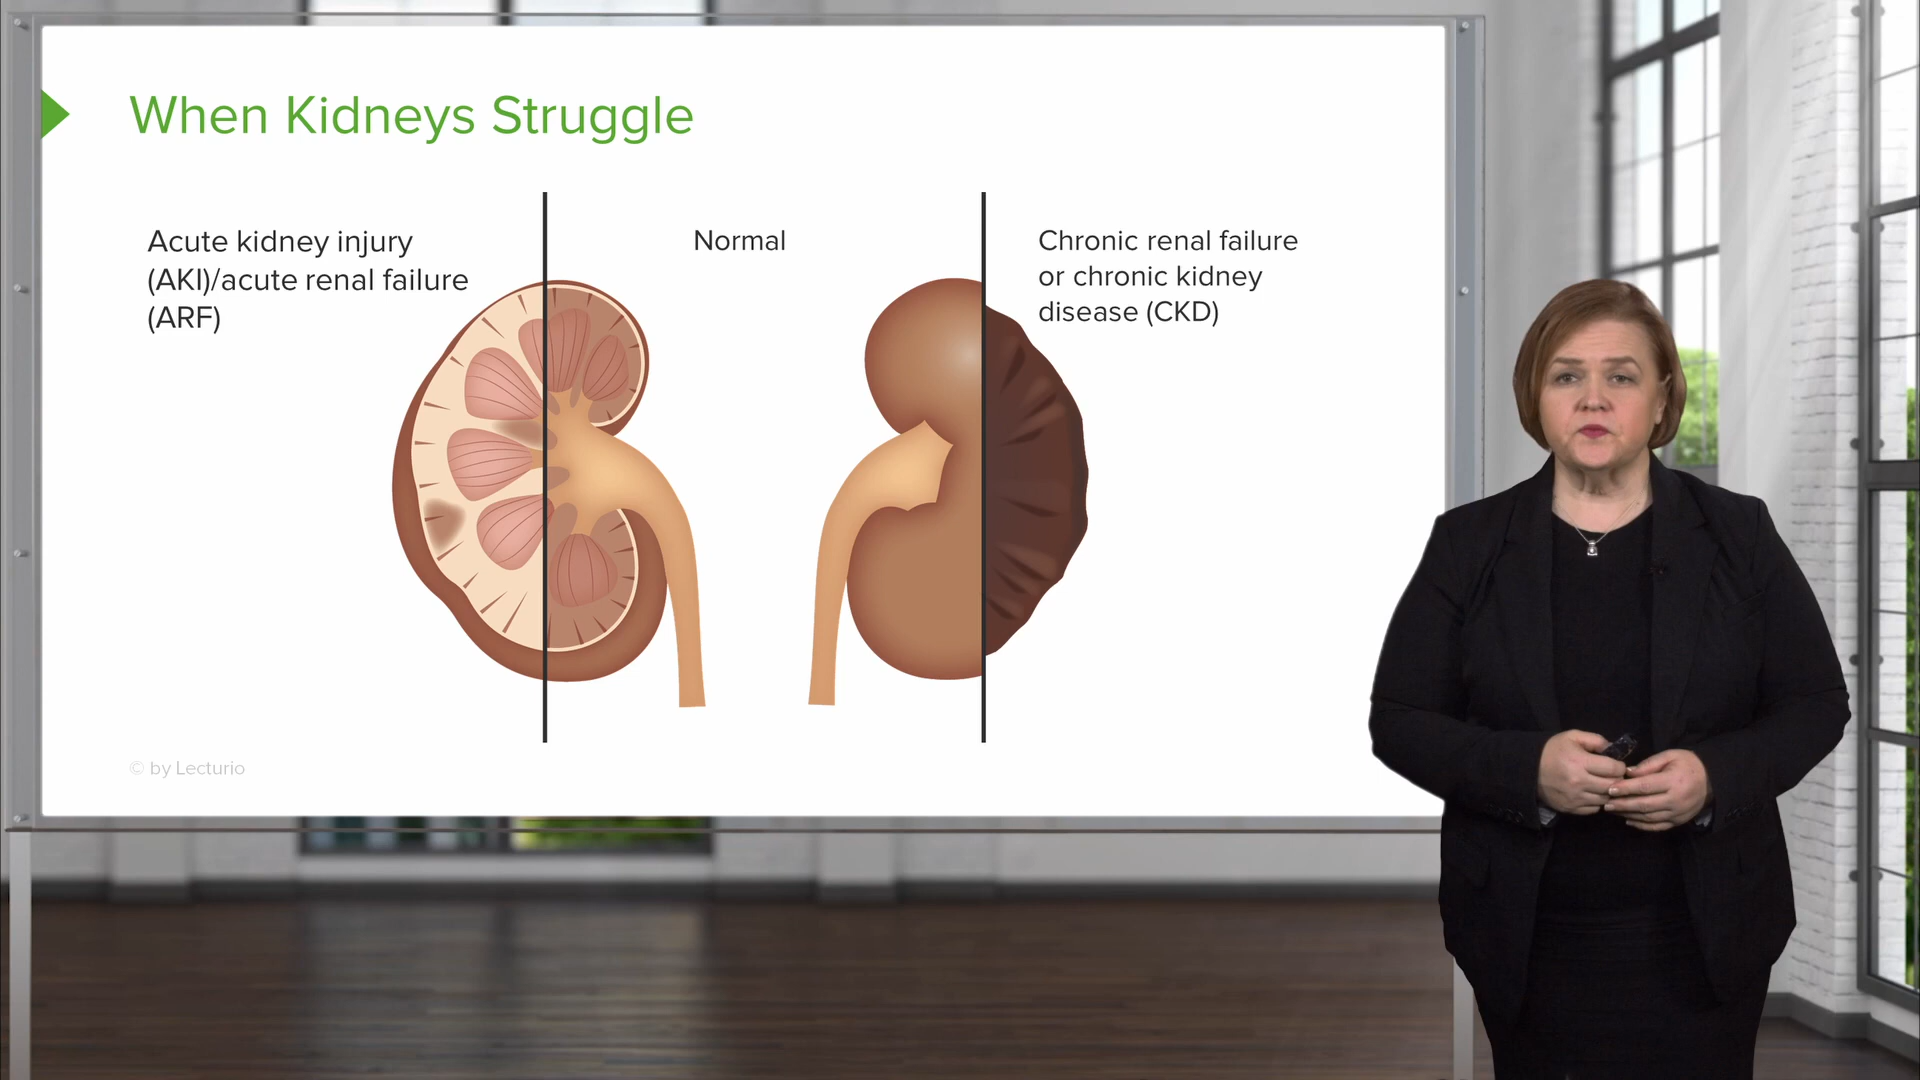 When Kidneys Struggle
Acute kidney injury
(AKI)/acute renal failure
(ARF)
Normal
Chronic renal failure
or chronic kidney
disease (CKD)
© by Lecturio